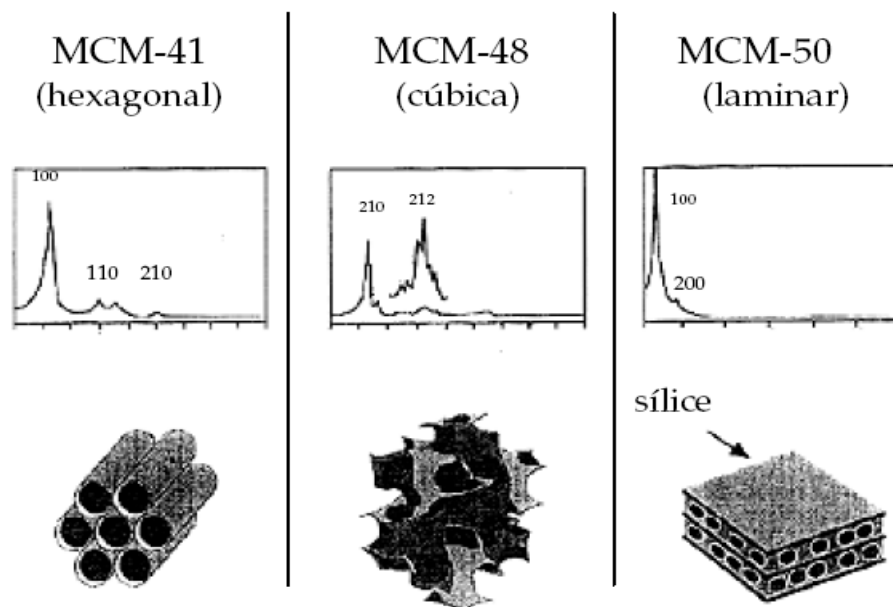 MCM-41
(hexagonal)
100
110
210
MCM-48
(cúbica)
210
212
MCM-50
(laminar)
100
200
sílice